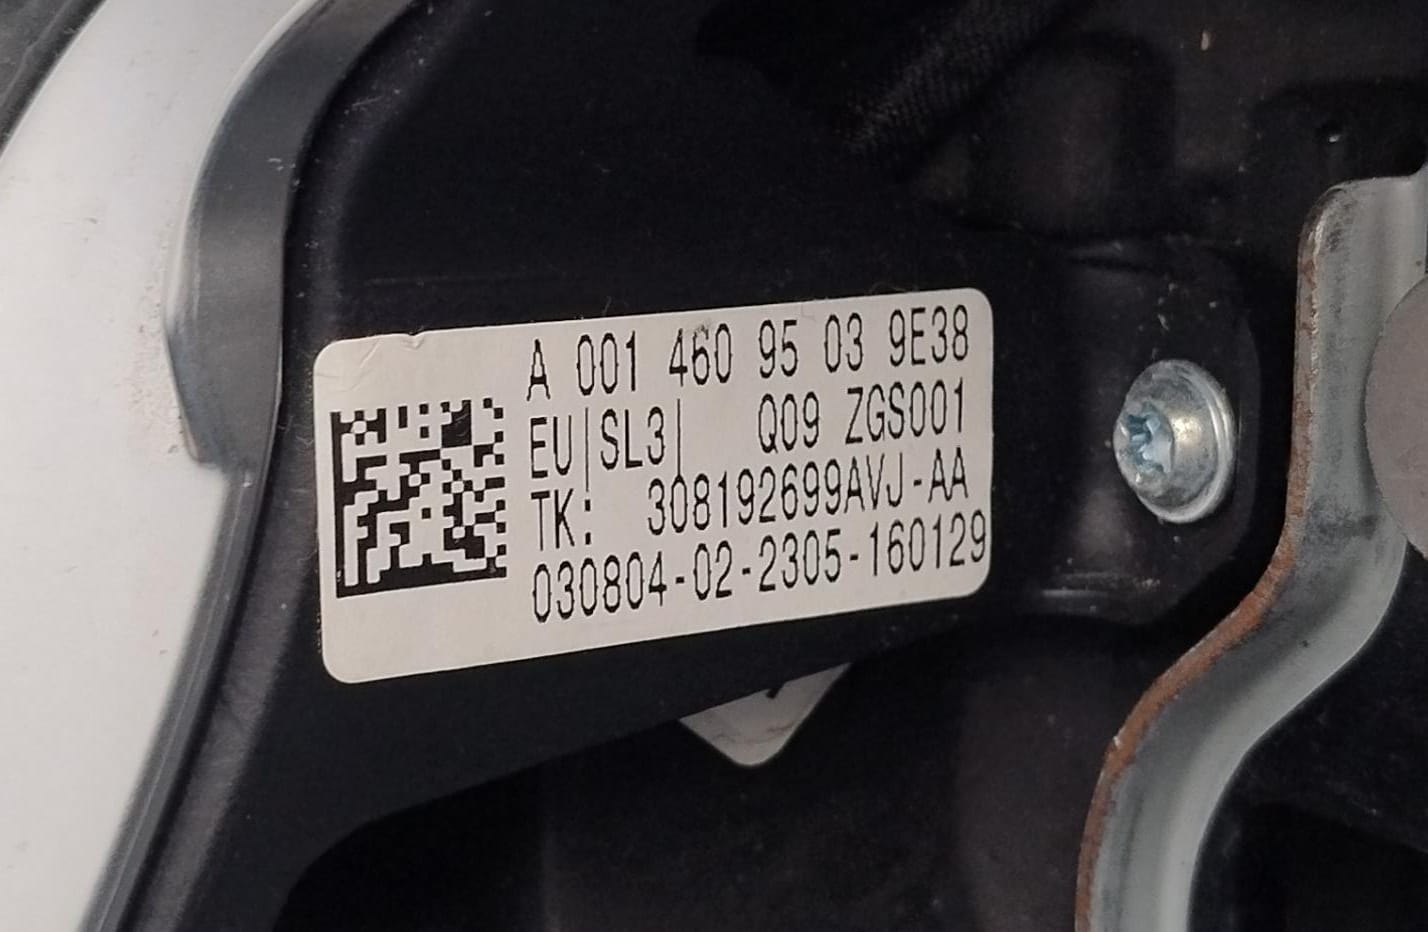 A 001 460 95 03 9E38
EU|SL3| Q09 ZGS001
TK: 308192699AVJ-AA
030804-02-2305-160129